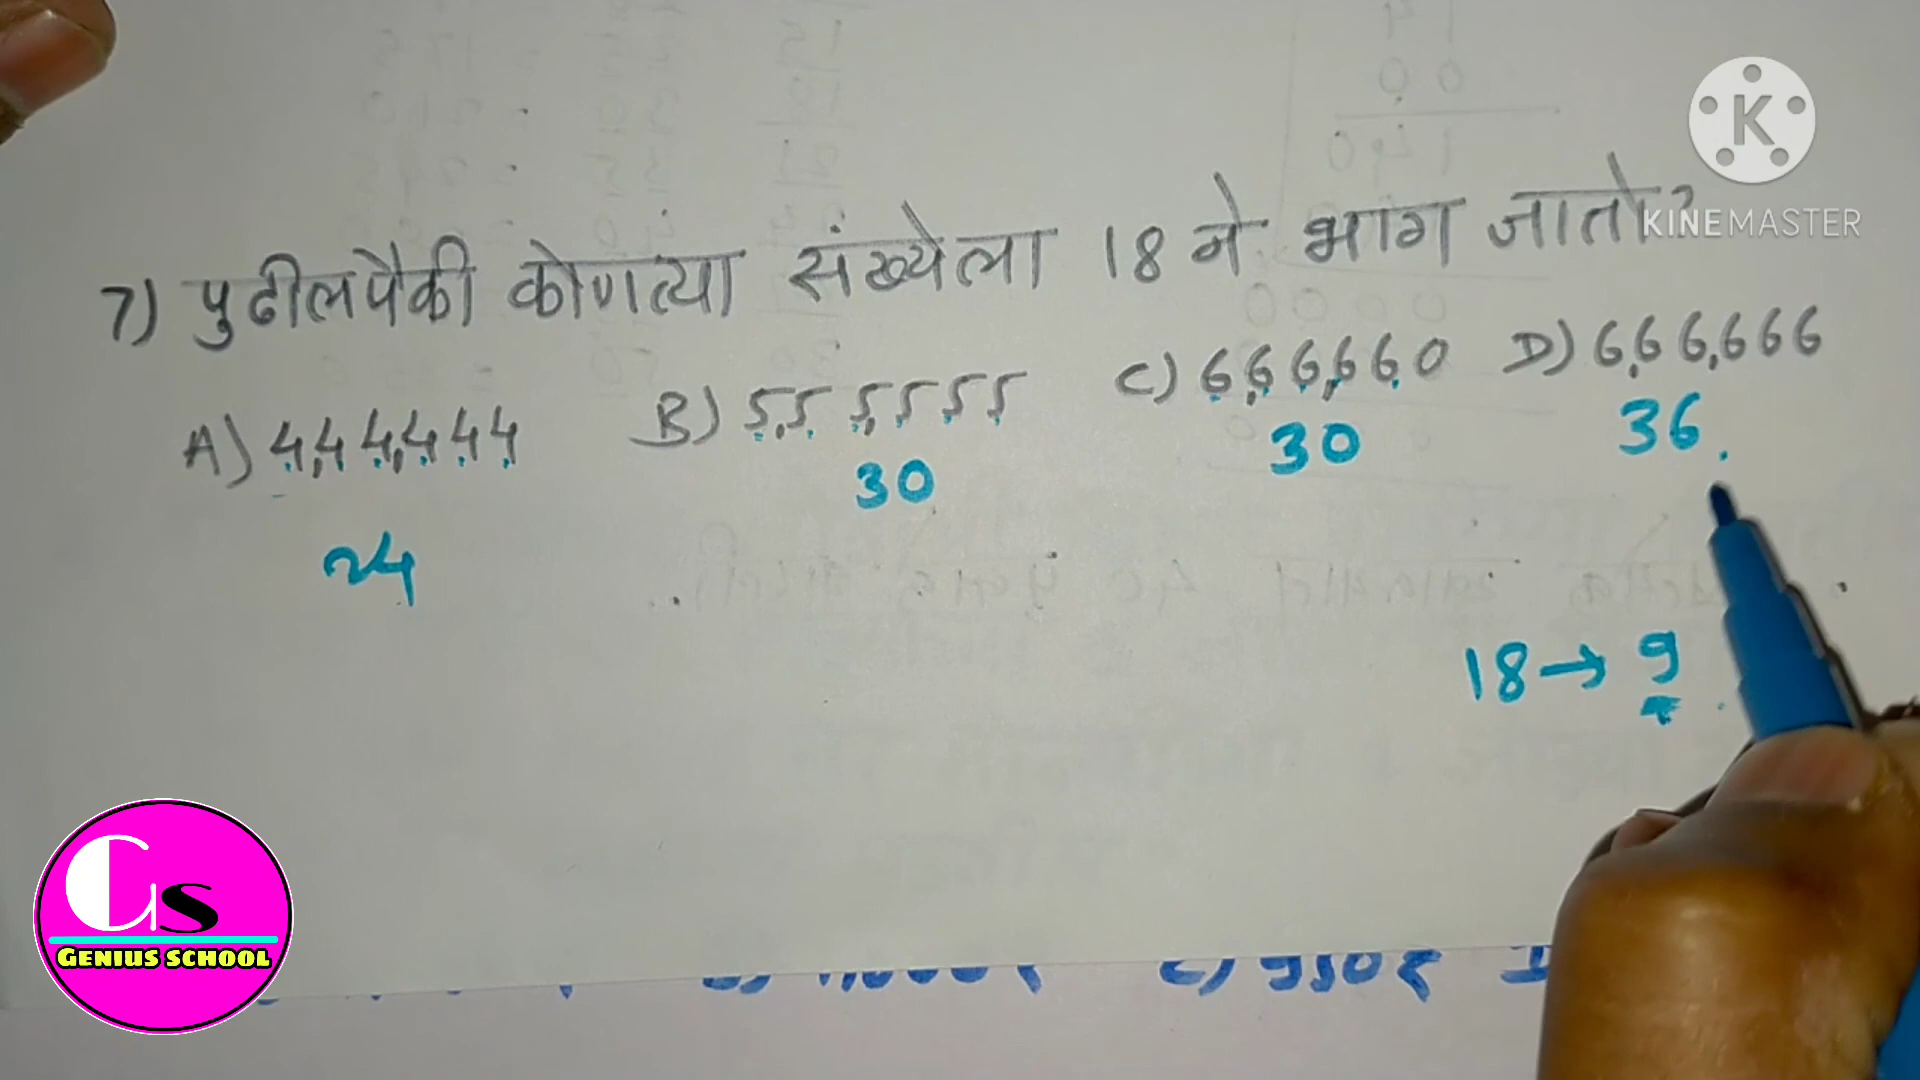 7) पुढीलपैकी कोणत्या संख्येला 18 ने भाग जातो?
A) 4,44,444 B) 5,55,555 C) 6,66,660 D) 6,66,666
24 30 30 36
18 → 9
KINEMASTER
GS
GENIUS SCHOOL